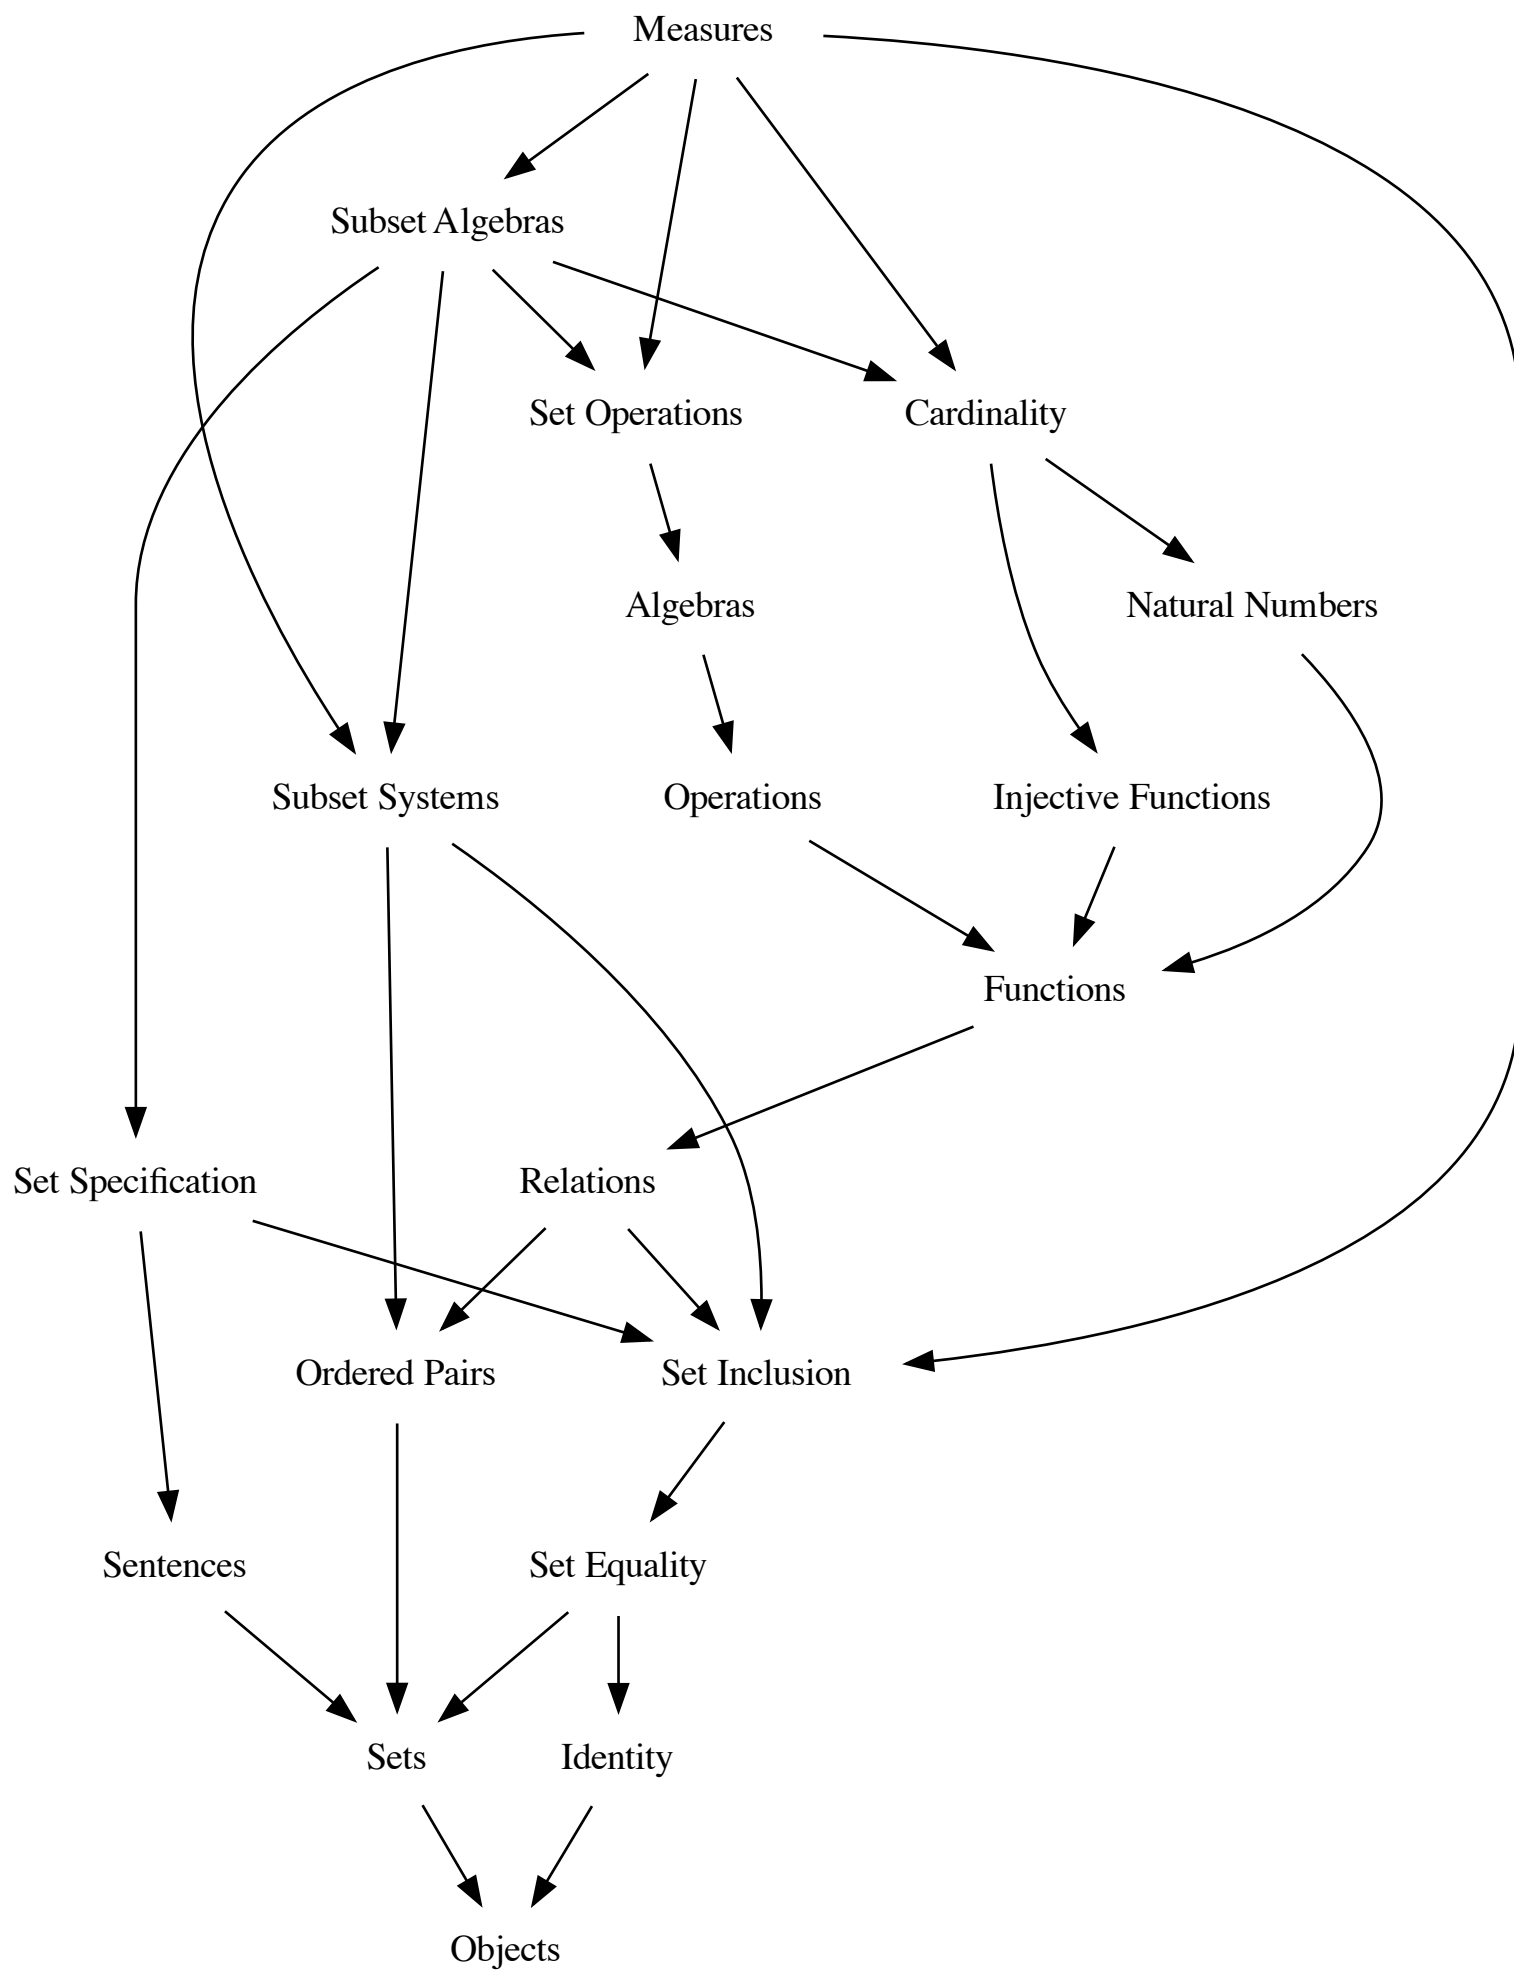 Measures
Subset Algebras
Set Operations
Cardinality
Algebras
Natural Numbers
Subset Systems
Operations
Injective Functions
Functions
Set Specification
Relations
Ordered Pairs
Set Inclusion
Sentences
Set Equality
Sets
Identity
Objects